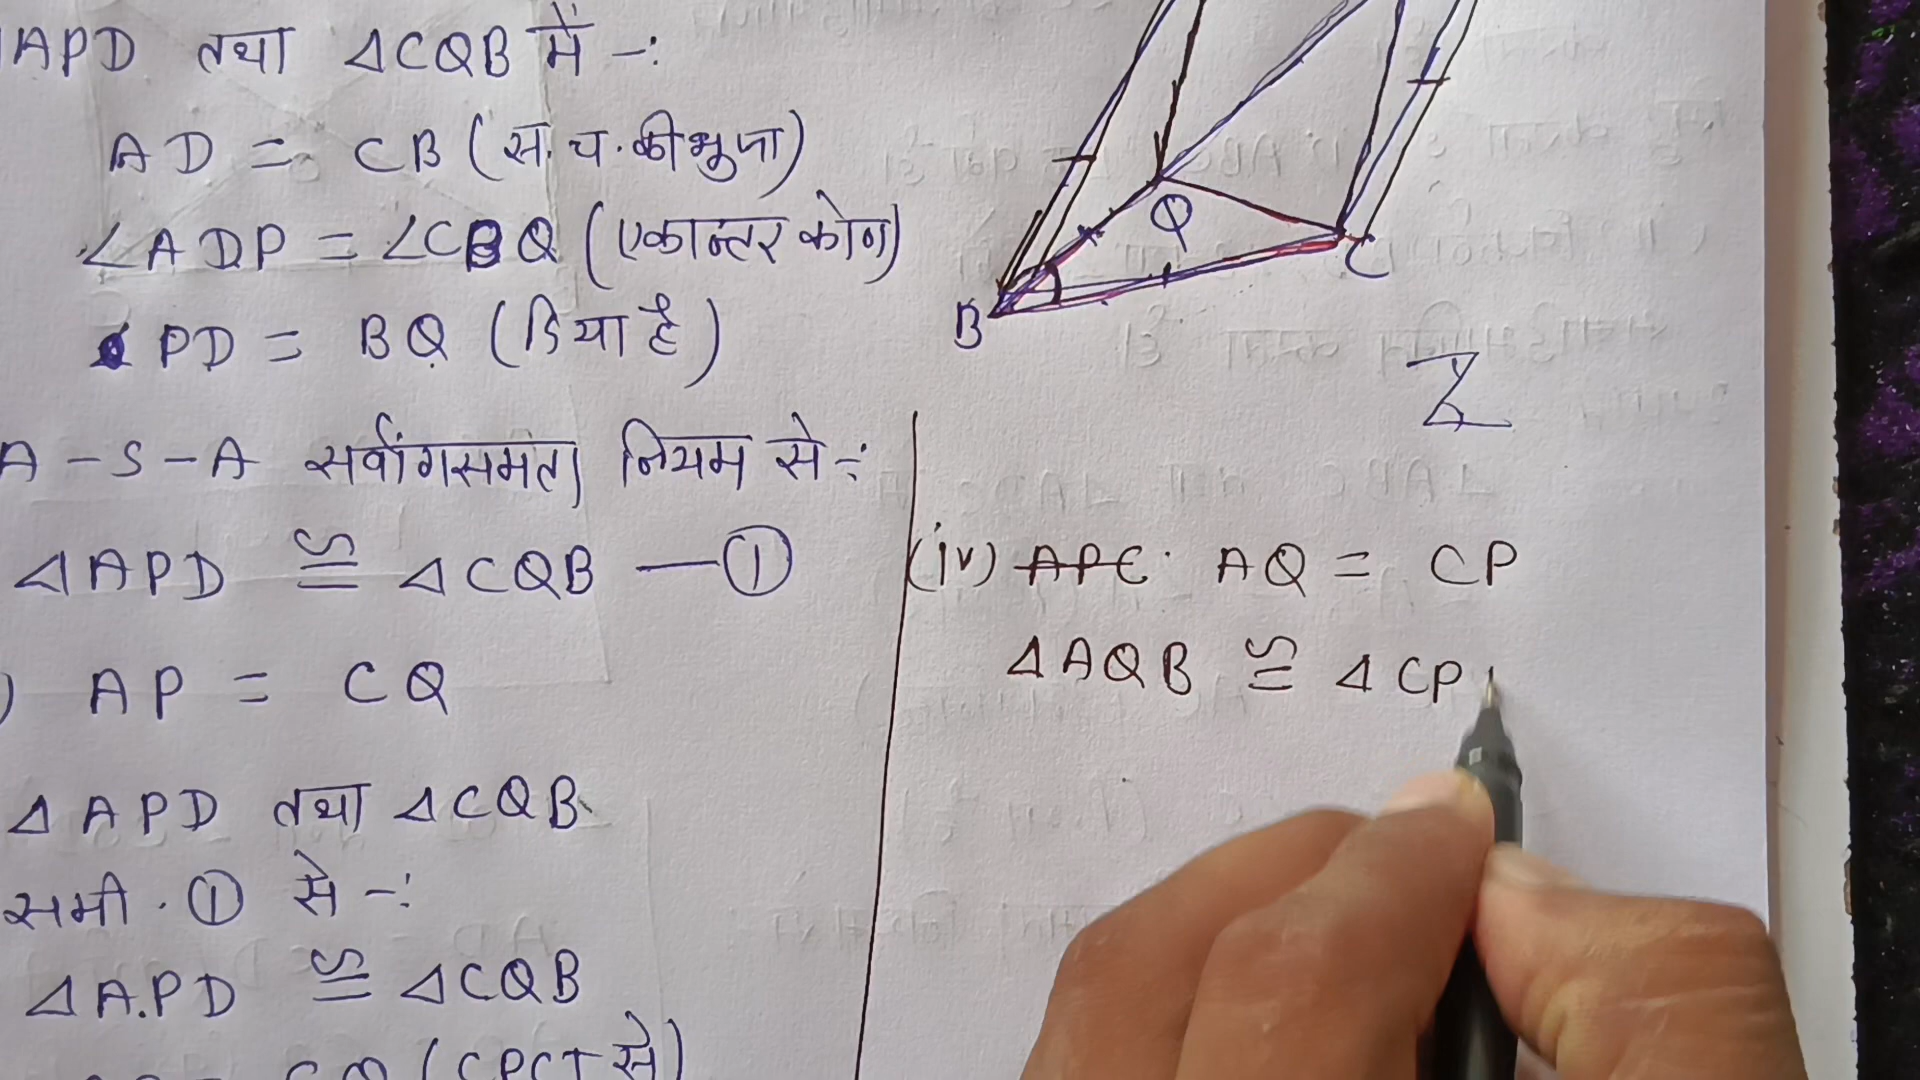 APD तथा ΔCQB में -:
AD = CB (स. च. की भुजा)
∠ADP = ∠CBQ (एकान्तर कोण)
PD = BQ (दिया है)
A-S-A सर्वांगसमता नियम से -:
ΔAPD ≅ ΔCQB — ①
) AP = CQ
ΔAPD तथा ΔCQB
समी. ① से -:
ΔA.PD ≅ ΔCQB
CQ (CPCT से)
Q
B
C
Z
(iv) APC. AQ = CP
ΔAQB ≅ ΔCP